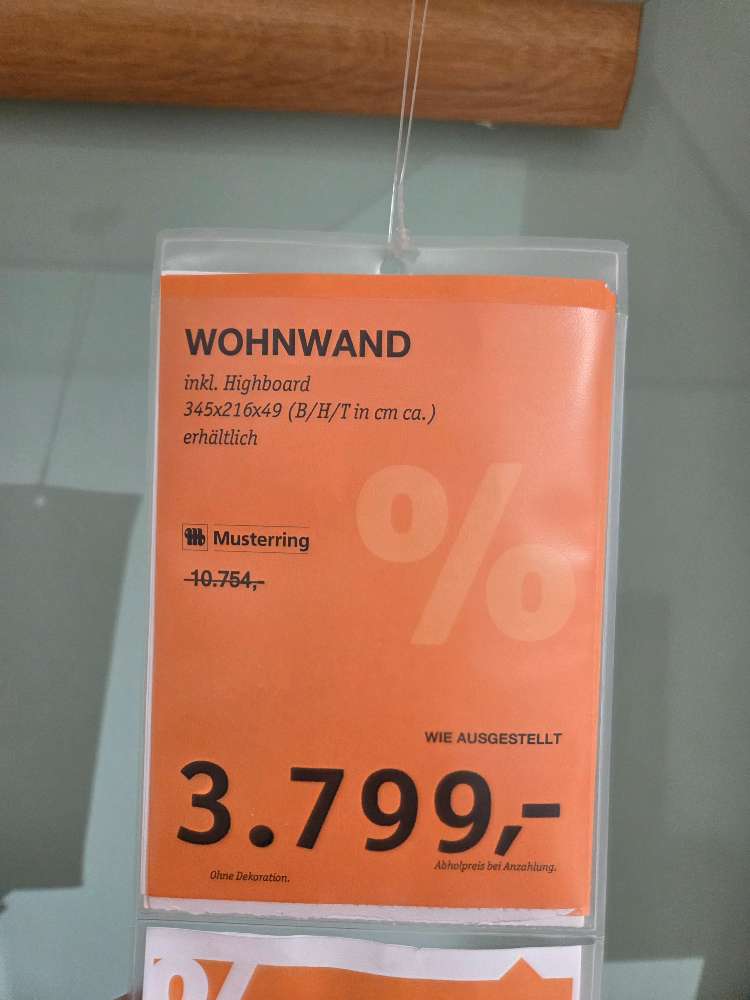 WOHNWAND
inkl. Highboard
345x216x49 (B/H/T in cm ca.)
erhältlich
%
Musterring
10.754,-
WIE AUSGESTELLT
3.799,-
Abholpreis bei Anzahlung.
Ohne Dekoration.
%